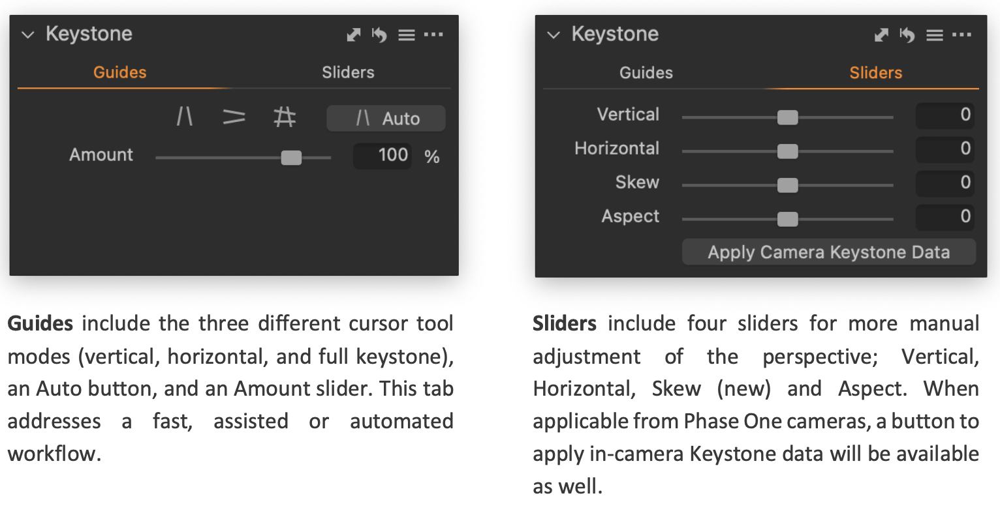 Keystone
Guides Sliders
Auto
Amount 100 %
Guides include the three different cursor tool
modes (vertical, horizontal, and full keystone),
an Auto button, and an Amount slider. This tab
addresses a fast, assisted or automated
workflow.
Keystone
Guides Sliders
Vertical 0
Horizontal 0
Skew 0
Aspect 0
Apply Camera Keystone Data
Sliders include four sliders for more manual
adjustment of the perspective; Vertical,
Horizontal, Skew (new) and Aspect. When
applicable from Phase One cameras, a button to
apply in-camera Keystone data will be available
as well.